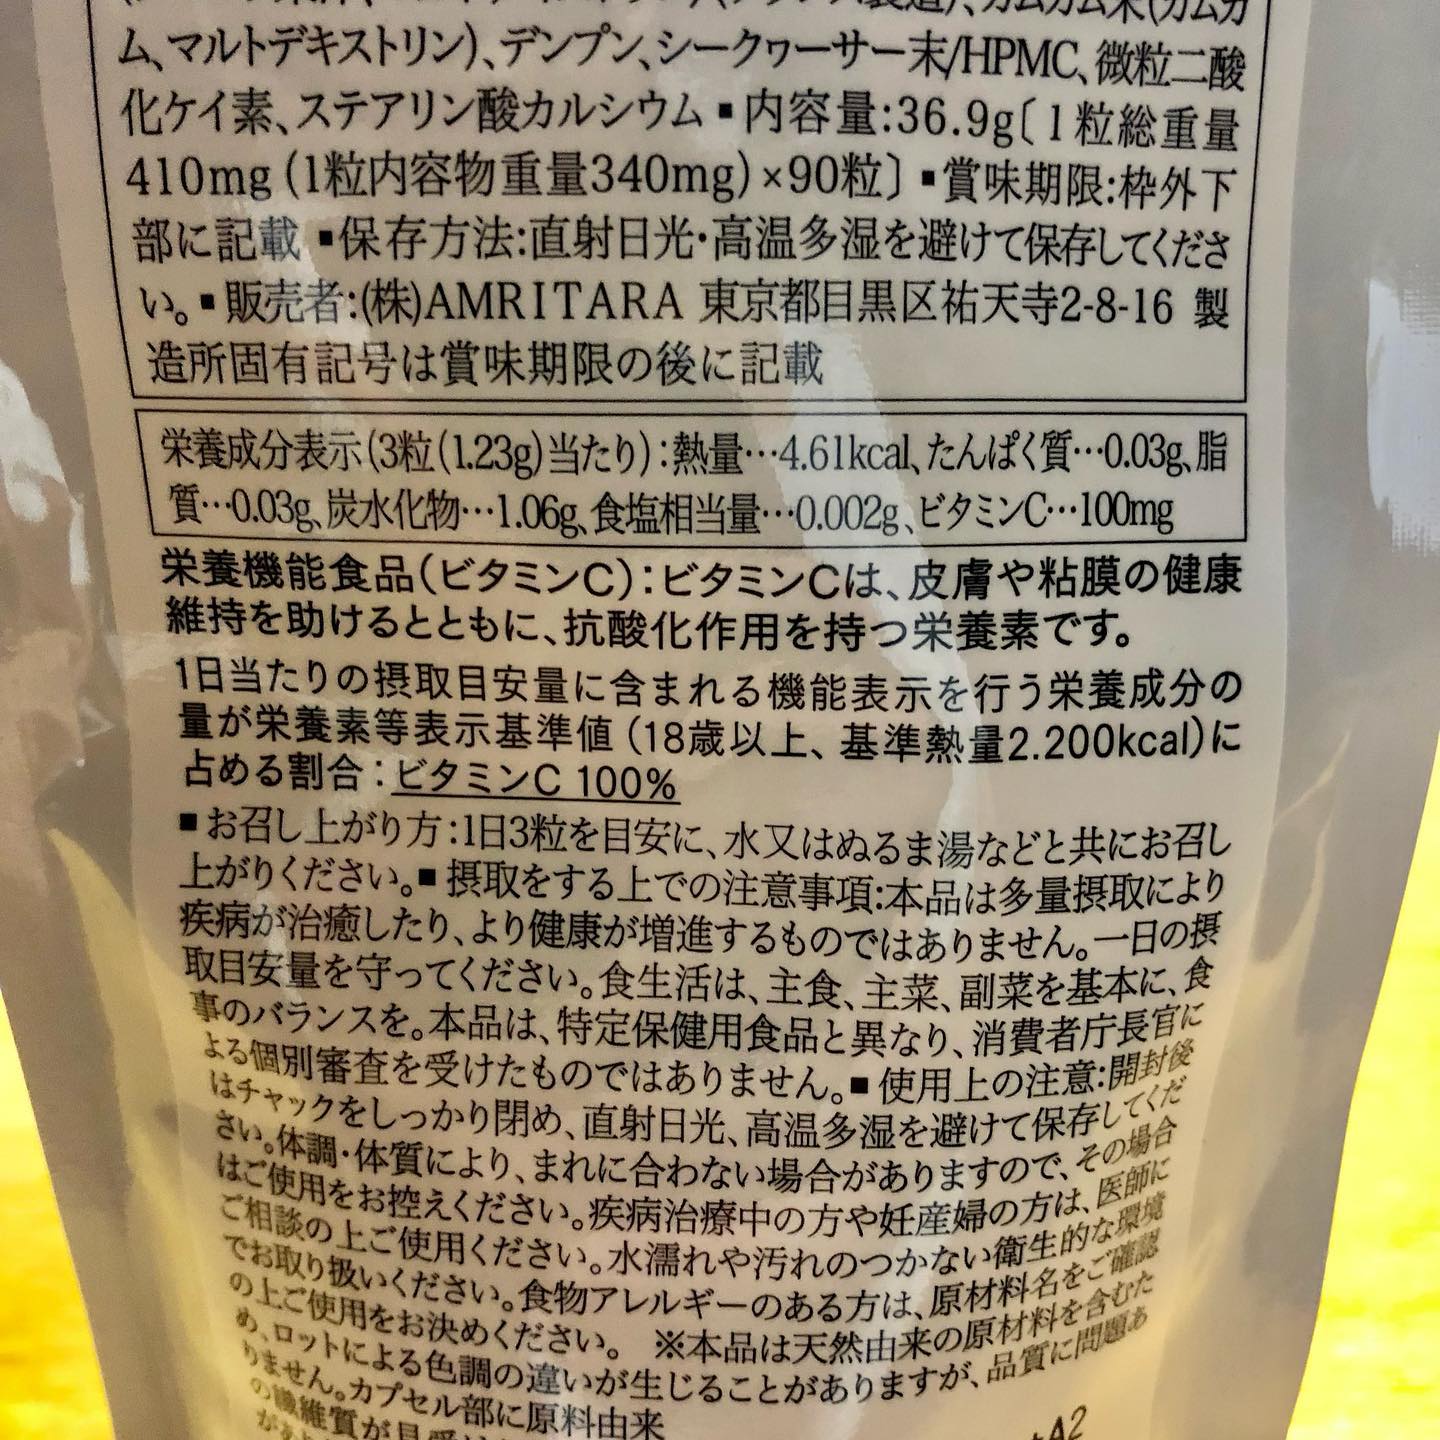 製造)、カムカム末(カムカ
ム、マルトデキストリン)、デンプン、シークヮーサー末/HPMC、微粒二酸
化ケイ素、ステアリン酸カルシウム ▪ 内容量:36.9g〔1粒総重量
410mg (1粒内容物重量340mg)×90粒〕 ▪賞味期限:枠外下
部に記載 ▪保存方法:直射日光・高温多湿を避けて保存してくださ
い。▪販売者:(株)AMRITARA 東京都目黒区祐天寺2-8-16 製
造所固有記号は賞味期限の後に記載
栄養成分表示(3粒(1.23g)当たり):熱量…4.61kcal、たんぱく質…0.03g、脂
質…0.03g、炭水化物…1.06g、食塩相当量…0.002g、ビタミンC…100mg
栄養機能食品(ビタミンC):ビタミンCは、皮膚や粘膜の健康
維持を助けるとともに、抗酸化作用を持つ栄養素です。
1日当たりの摂取目安量に含まれる機能表示を行う栄養成分の
量が栄養素等表示基準値(18歳以上、基準熱量2.200kcal)に
占める割合:ビタミンC 100%
▪お召し上がり方:1日3粒を目安に、水又はぬるま湯などと共にお召し
上がりください。▪ 摂取をする上での注意事項:本品は多量摂取により
疾病が治癒したり、より健康が増進するものではありません。一日の摂
取目安量を守ってください。食生活は、主食、主菜、副菜を基本に、食
事のバランスを。本品は、特定保健用食品と異なり、消費者庁長官に
よる個別審査を受けたものではありません。▪ 使用上の注意:開封後
はチャックをしっかり閉め、直射日光、高温多湿を避けて保存してくだ
さい。体調・体質により、まれに合わない場合がありますので、その場合
はご使用をお控えください。疾病治療中の方や妊産婦の方は、医師に
ご相談の上ご使用ください。水濡れや汚れのつかない衛生的な環境
でお取り扱いください。食物アレルギーのある方は、原材料名をご確認
の上ご使用をお決めください。 ※本品は天然由来の原材料を含むた
め、ロットによる色調の違いが生じることがありますが、品質に問題あ
りません。カプセル部に原料由来
の繊維質が
A2